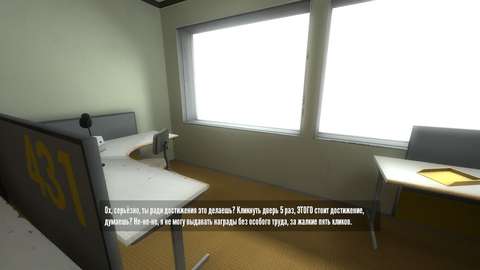 431
Ох, серьёзно, ты ради достижения это делаешь? Кликнуть дверь 5 раз, ЭТОГО стоит достижение,
думаешь? Не-не-не, я не могу выдавать награды без особого труда, за жалкие пять кликов.